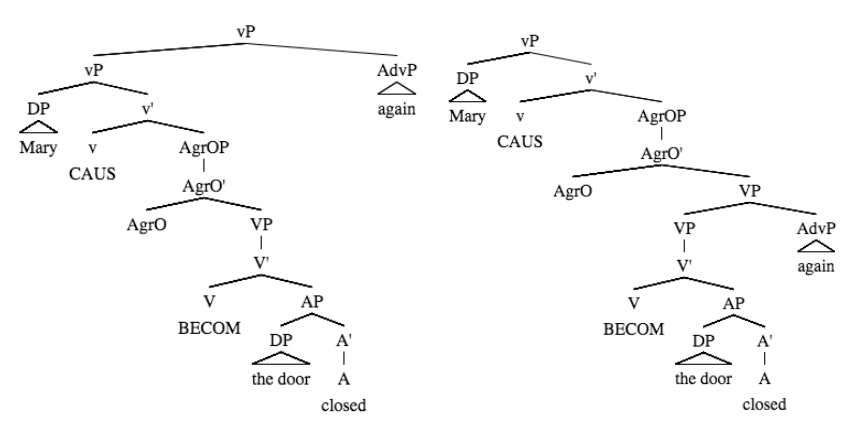 vP
vP AdvP
DP v' again
Mary v AgrOP
CAUS AgrO'
AgrO VP
V'
V AP
BECOM DP A'
the door A
closed
vP
DP v'
Mary v AgrOP
CAUS AgrO'
AgrO VP
VP AdvP
V' again
V AP
BECOM DP A'
the door A
closed